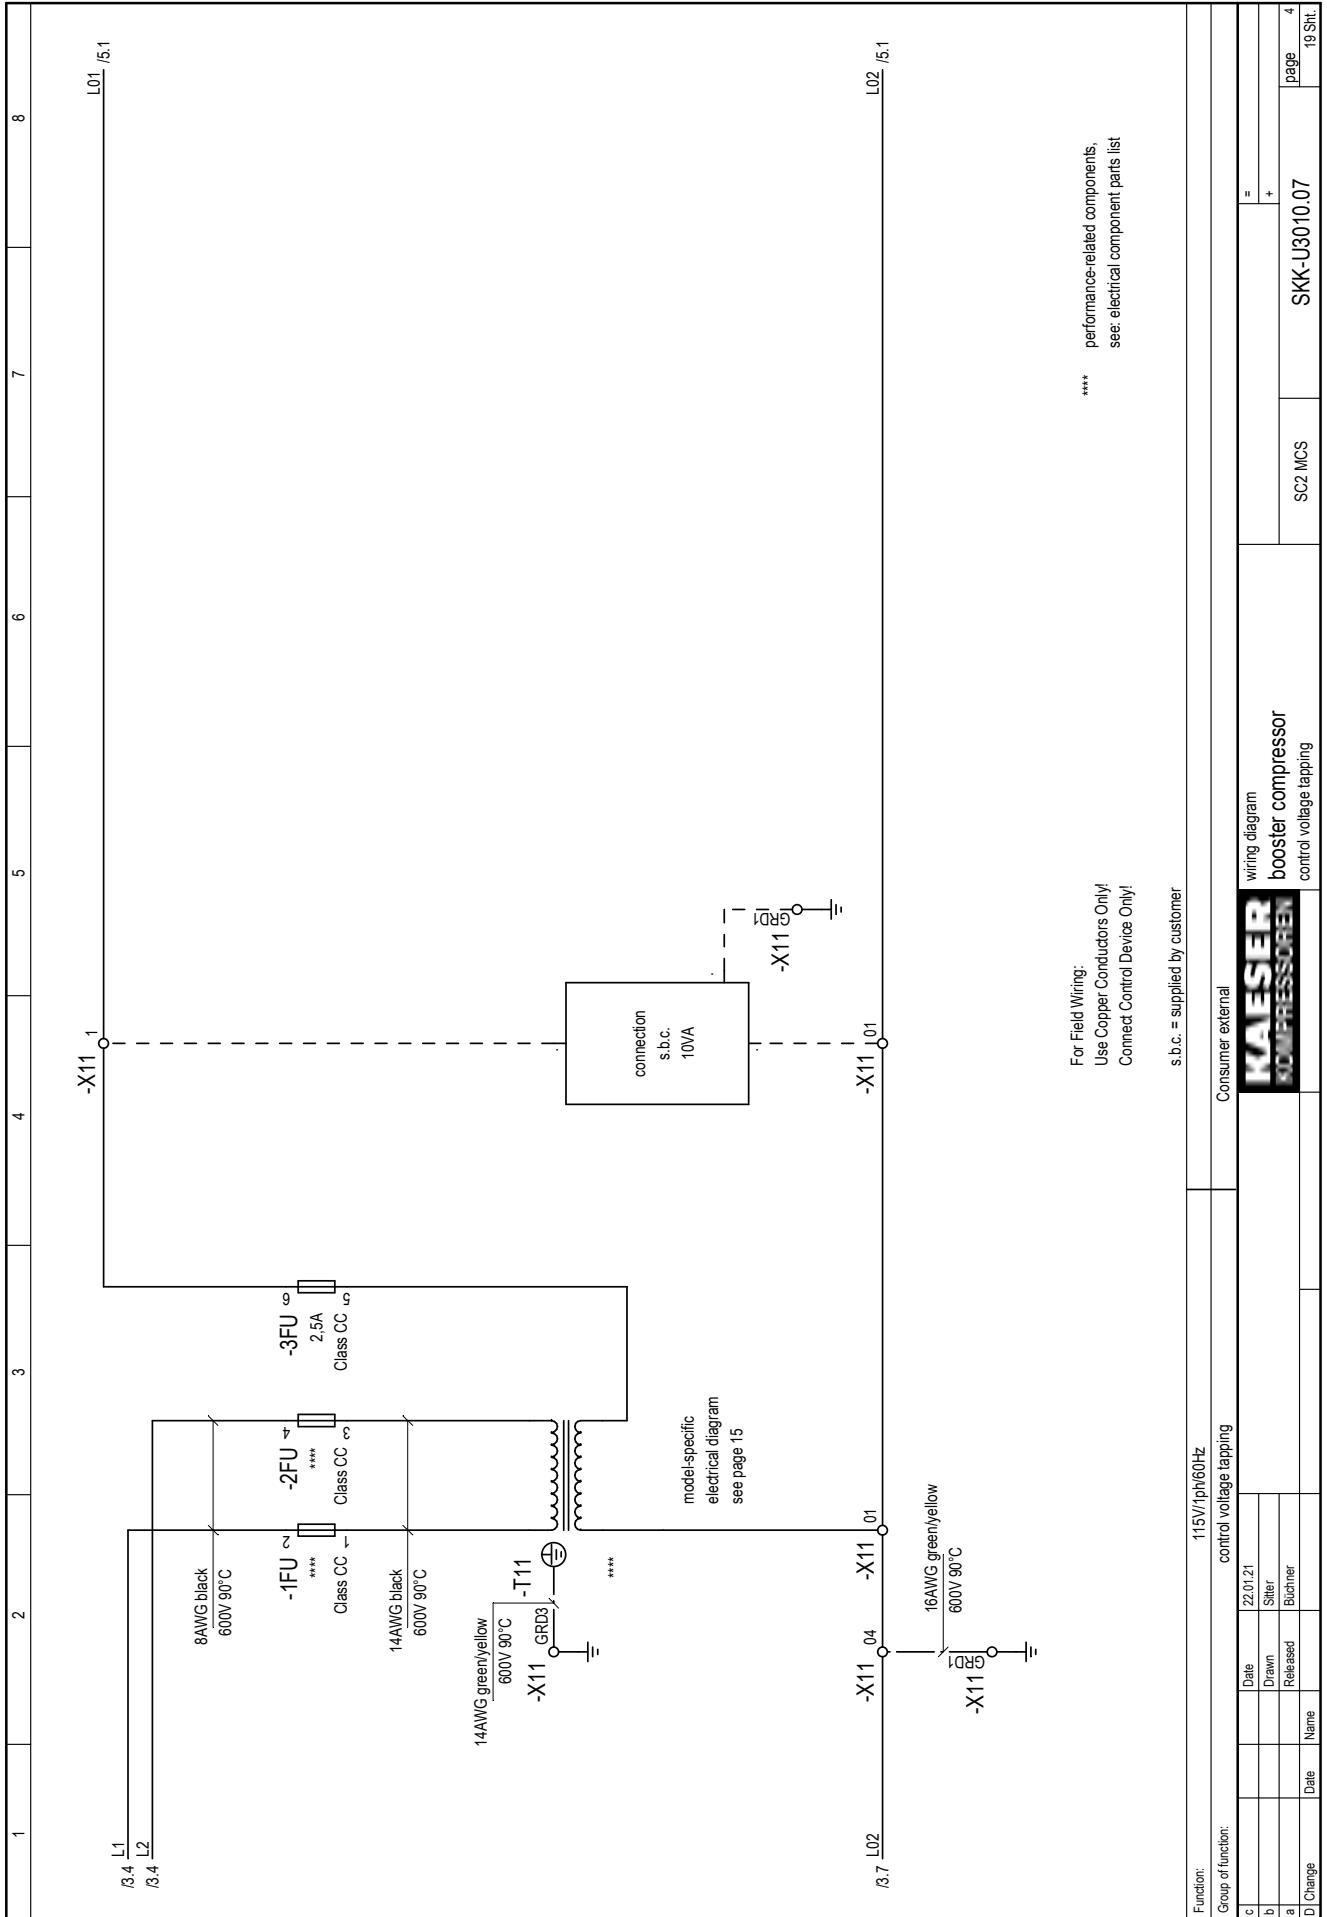 1
2
3
4
5
6
7
8
/3.4 L1
/3.4 L2
L01 /5.1
8AWG black
600V 90°C
-1FU
****
Class CC
2
1
-2FU
****
Class CC
4
3
-3FU
2,5A
Class CC
6
5
14AWG black
600V 90°C
14AWG green/yellow
600V 90°C
-T11
GRD3
-X11
****
model-specific
electrical diagram
see page 15
-X11 1
connection
s.b.c.
10VA
GRD1
-X11
/3.7 L02
-X11 04
-X11 01
-X11 01
L02 /5.1
16AWG green/yellow
600V 90°C
GRD1
-X11
For Field Wiring:
Use Copper Conductors Only!
Connect Control Device Only!
s.b.c. = supplied by customer
**** performance-related components,
see: electrical component parts list
Function:
115V/1ph/60Hz
Group of function:
control voltage tapping
Consumer external
c
b
a
D Change
Date
Name
Date 22.01.21
Drawn Sitter
Released Büchner
KAESER
KOMPRESSOREN
wiring diagram
booster compressor
control voltage tapping
SC2 MCS
=
+
SKK-U3010.07
page 4
19 Sht.